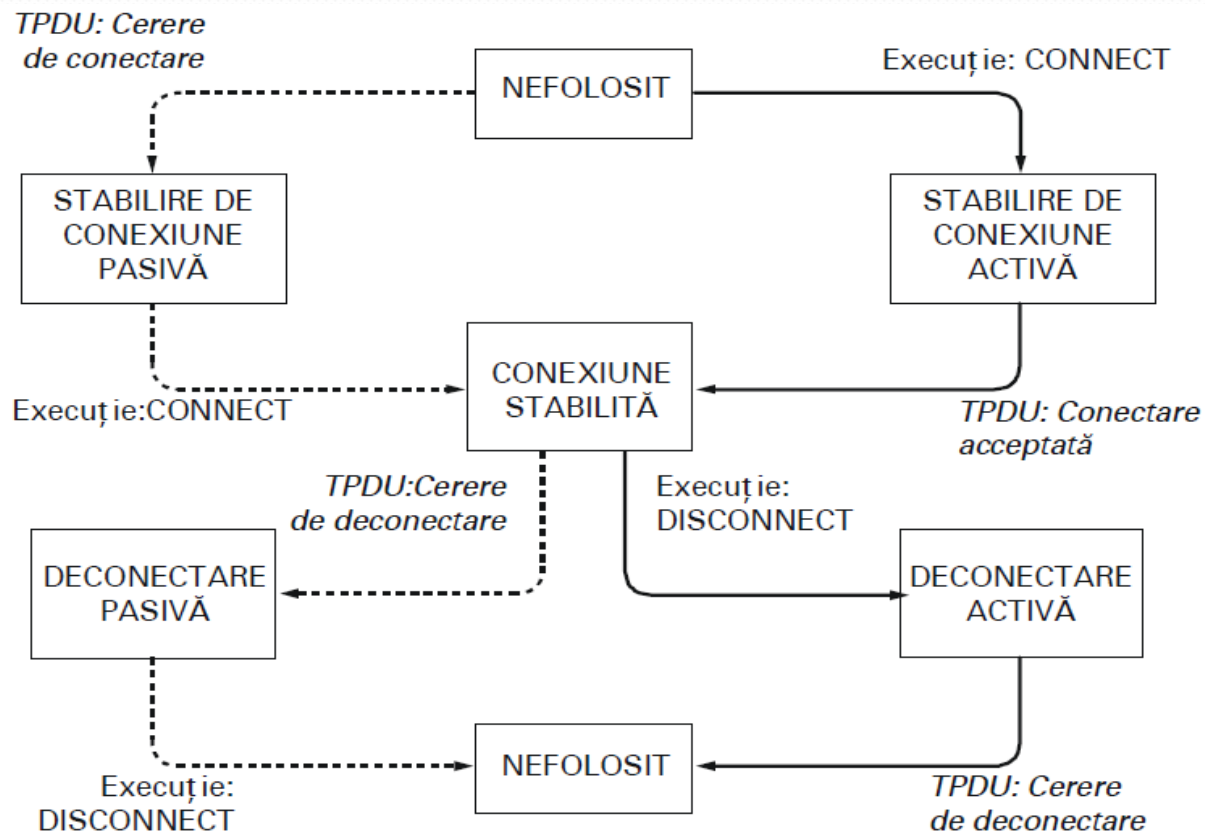 TPDU: Cerere
de conectare
NEFOLOSIT
Execuție: CONNECT
STABILIRE DE
CONEXIUNE
PASIVĂ
STABILIRE DE
CONEXIUNE
ACTIVĂ
CONEXIUNE
STABILITĂ
Execuție:CONNECT
TPDU: Conectare
acceptată
TPDU:Cerere
de deconectare
Execuție:
DISCONNECT
DECONECTARE
PASIVĂ
DECONECTARE
ACTIVĂ
NEFOLOSIT
Execuție:
DISCONNECT
TPDU: Cerere
de deconectare